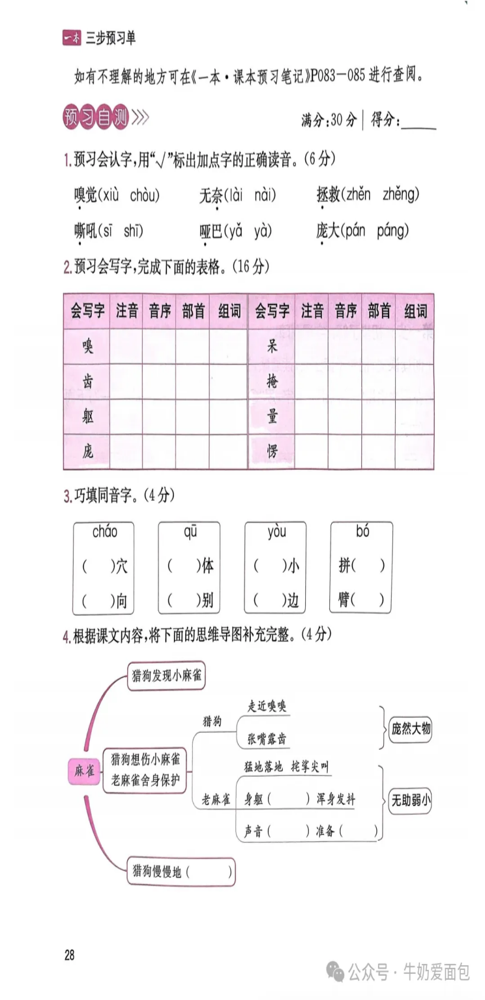 一本 三步预习单
如有不理解的地方可在《一本·课本预习笔记》P083—085进行查阅。
预习自测 满分:30分 得分:
1.预习会认字,用“√”标出加点字的正确读音。(6分)
嗅觉(xiù chòu) 无奈(lài nài) 拯救(zhěn zhěng)
嘶吼(sī shī) 哑巴(yǎ yà) 庞大(pán páng)
2.预习会写字,完成下面的表格。(16分)
会写字 注音 音序 部首 组词 会写字 注音 音序 部首 组词
嗅 呆
齿 掩
躯 量
庞 愣
3.巧填同音字。(4分)
cháo qū yòu bó
( )穴 ( )体 ( )小 拼( )
( )向 ( )别 ( )边 臂( )
4.根据课文内容,将下面的思维导图补充完整。(4分)
猎狗发现小麻雀
走近嗅嗅
猎狗
张嘴露齿
庞然大物
麻雀
猎狗想伤小麻雀
老麻雀舍身保护
猛地落地 挓挲尖叫
老麻雀
身躯( )浑身发抖
声音( )准备( )
无助弱小
猎狗慢慢地( )
28
公众号·牛奶爱面包